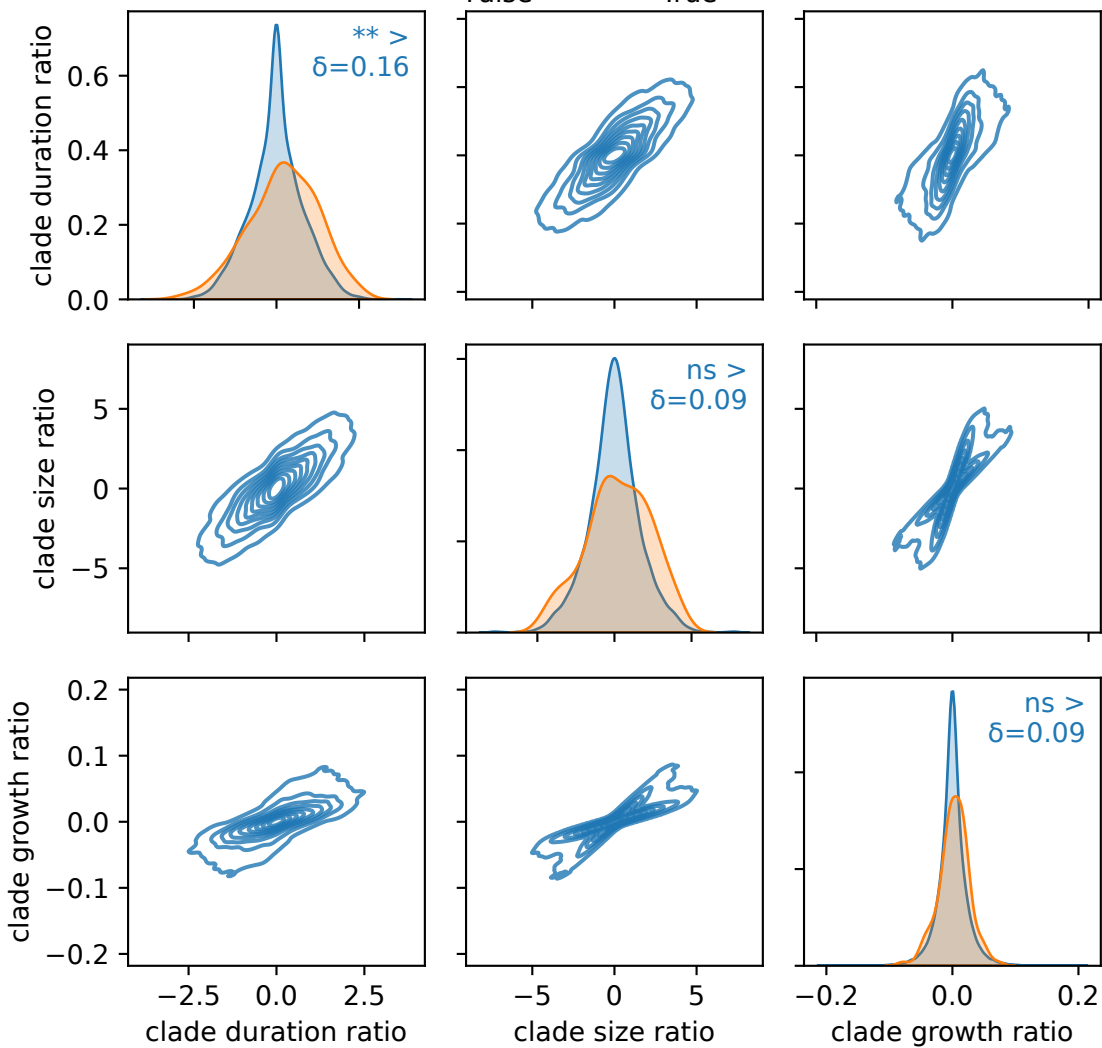 False True
clade duration ratio
0.6
0.4
0.2
0.0
** >
δ=0.16
clade size ratio
5
0
−5
ns >
δ=0.09
clade growth ratio
0.2
0.1
0.0
−0.1
−0.2
ns >
δ=0.09
−2.5 0.0 2.5
−5 0 5
−0.2 0.0 0.2
clade duration ratio
clade size ratio
clade growth ratio